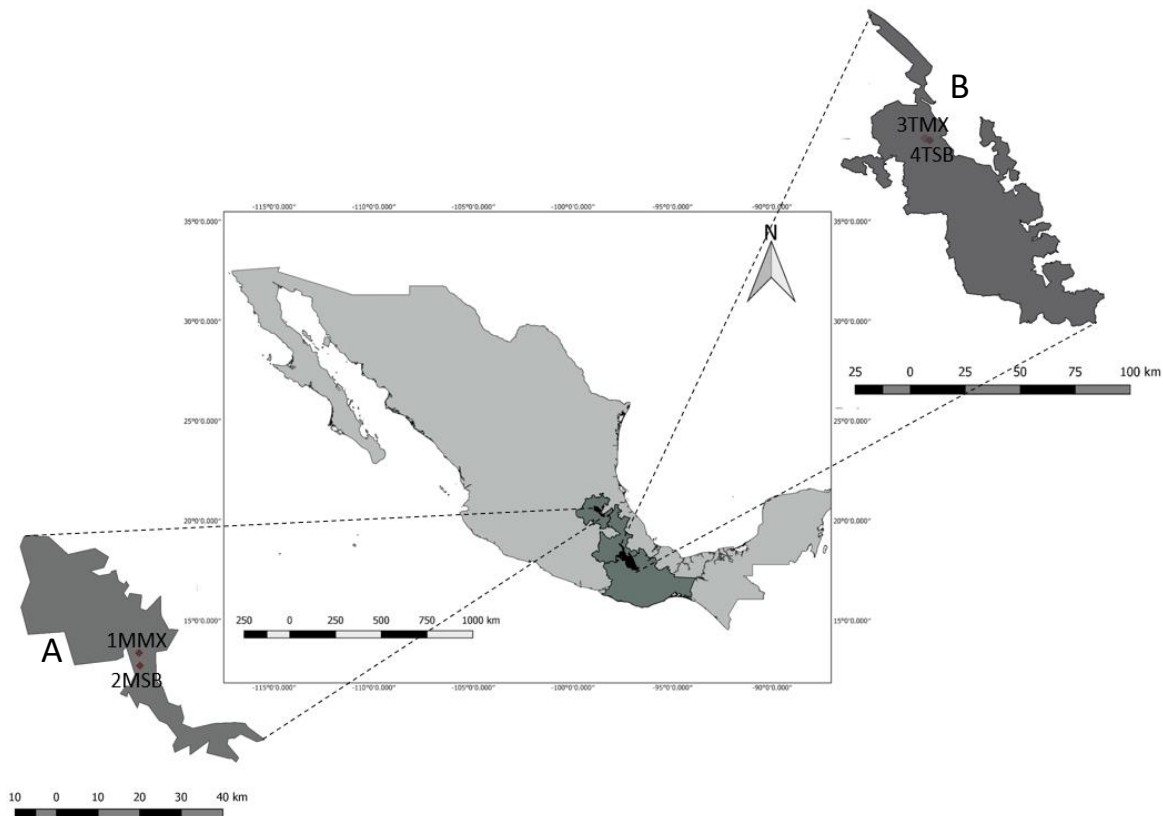 B
3TMX
4TSB
25 0 25 50 75 100 km
-115°0'0.000" -110°0'0.000" -105°0'0.000" -100°0'0.000" -95°0'0.000" -90°0'0.000"
35°0'0.000" 35°0'0.000"
N
30°0'0.000" 30°0'0.000"
25°0'0.000" 25°0'0.000"
20°0'0.000" 20°0'0.000"
15°0'0.000" 15°0'0.000"
250 0 250 500 750 1000 km
-115°0'0.000" -110°0'0.000" -105°0'0.000" -100°0'0.000" -95°0'0.000" -90°0'0.000"
A
1MMX
2MSB
10 0 10 20 30 40 km